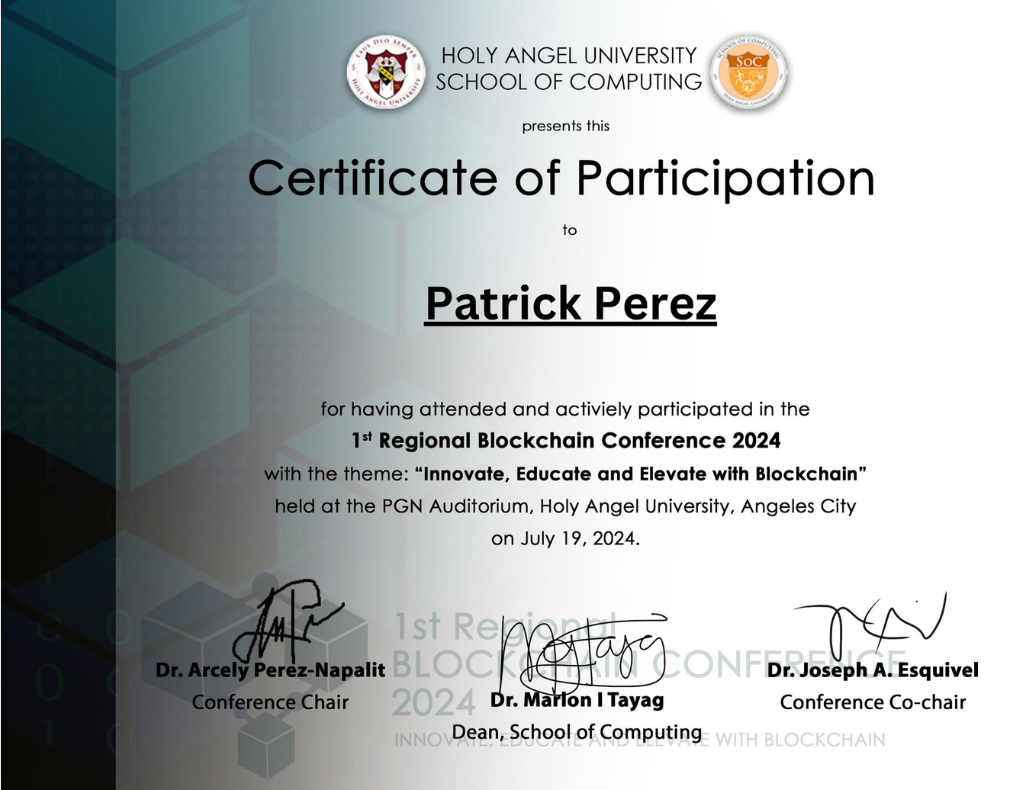 HOLY ANGEL UNIVERSITY
SCHOOL OF COMPUTING
LAUS DEO SEMPER
HOLY ANGEL UNIVERSITY
SCHOOL OF COMPUTING
SoC
HOLY ANGEL UNIVERSITY
presents this
Certificate of Participation
to
Patrick Perez
for having attended and activiely participated in the
1st Regional Blockchain Conference 2024
with the theme: “Innovate, Educate and Elevate with Blockchain”
held at the PGN Auditorium, Holy Angel University, Angeles City
on July 19, 2024.
1st Regional
BLOCKCHAIN CONFERENCE
2024
INNOVATE, EDUCATE AND ELEVATE WITH BLOCKCHAIN
Dr. Arcely Perez-Napalit
Conference Chair
Dr. Marlon I Tayag
Dean, School of Computing
Dr. Joseph A. Esquivel
Conference Co-chair